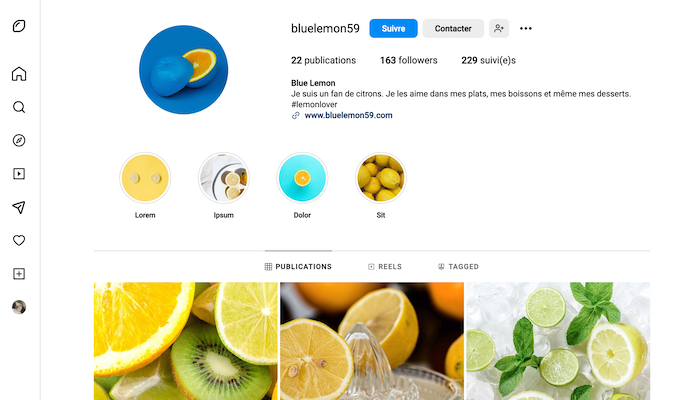 bluelemon59 Suivre Contacter
22 publications 163 followers 229 suivi(e)s
Blue Lemon
Je suis un fan de citrons. Je les aime dans mes plats, mes boissons et même mes desserts.
#lemonlover
www.bluelemon59.com
Lorem Ipsum Dolor Sit
PUBLICATIONS REELS TAGGED